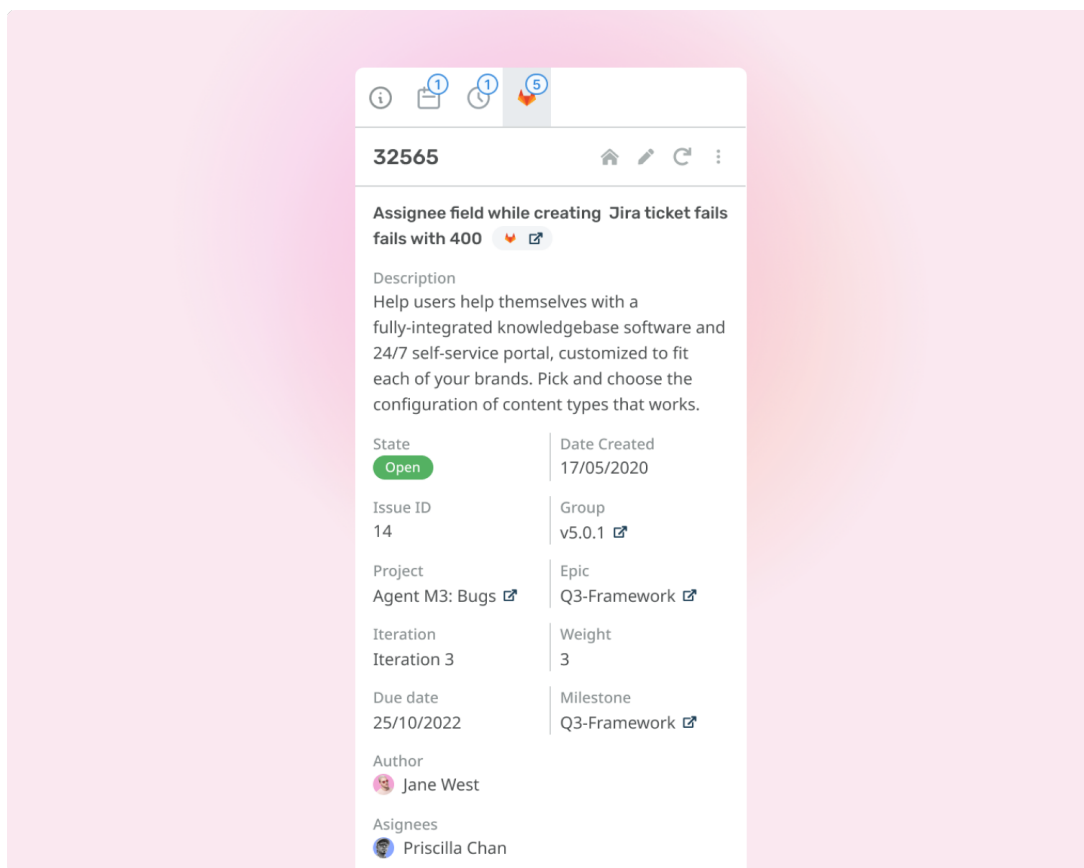 1 1 5
32565
Assignee field while creating Jira ticket fails
fails with 400
Description
Help users help themselves with a
fully-integrated knowledgebase software and
24/7 self-service portal, customized to fit
each of your brands. Pick and choose the
configuration of content types that works.
State Date Created
Open 17/05/2020
Issue ID Group
14 v5.0.1
Project Epic
Agent M3: Bugs Q3-Framework
Iteration Weight
Iteration 3 3
Due date Milestone
25/10/2022 Q3-Framework
Author
Jane West
Asignees
Priscilla Chan